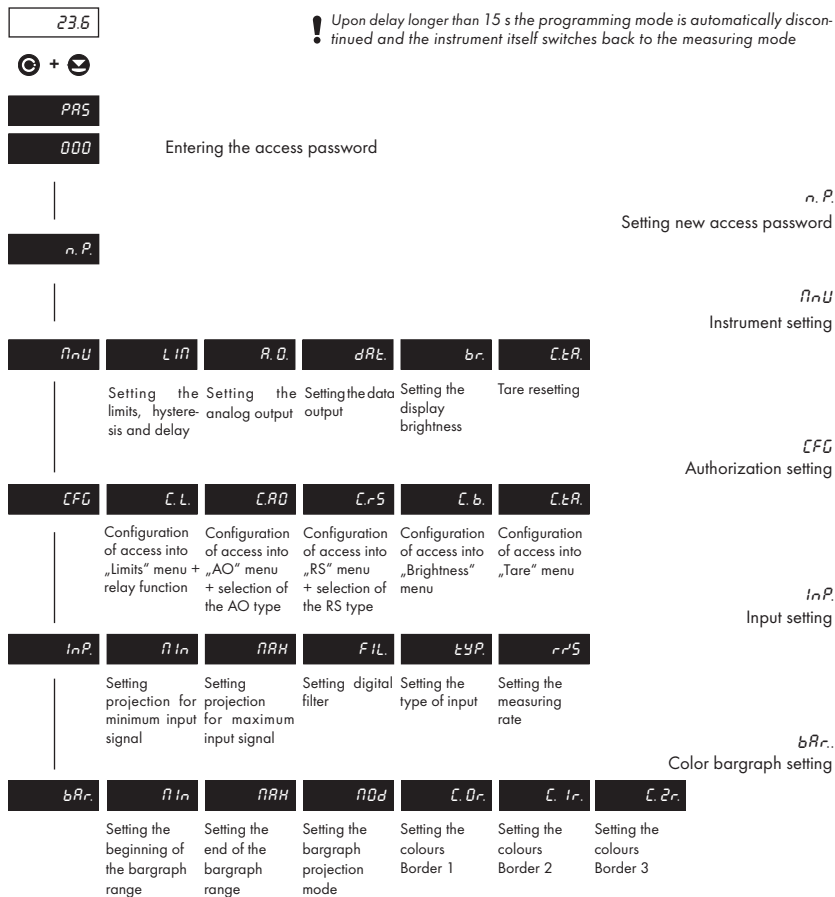 23.6
! Upon delay longer than 15 s the programming mode is automatically discon-
tinued and the instrument itself switches back to the measuring mode
+
PAS
000
Entering the access password
n. P.
Setting new access password
n. P.
MnU
Instrument setting
MnU LIM A. O. dAt. br. C.tA.
Setting the limits, hystere-
sis and delay
Setting the
analog output
Setting the data
output
Setting the
display
brightness
Tare resetting
CFG
Authorization setting
CFG C. L. C.AO C.rS C. b. C.tA.
Configuration
of access into
„Limits” menu +
relay function
Configuration
of access into
„AO” menu
+ selection of
the AO type
Configuration
of access into
„RS” menu
+ selection of
the RS type
Configuration
of access into
„Brightness”
menu
Configuration
of access into
„Tare” menu
InP.
Input setting
InP. MIn MAX FIL. tYP. r/S
Setting
projection for
minimum input
signal
Setting
projection
for maximum
input signal
Setting digital
filter
Setting the
type of input
Setting the
measuring
rate
bAr..
Color bargraph setting
bAr. MIn MAX MOd C. 0r. C. 1r. C. 2r.
Setting the
beginning of
the bargraph
range
Setting the
end of the
bargraph
range
Setting the
bargraph
projection
mode
Setting the
colours
Border 1
Setting the
colours
Border 2
Setting the
colours
Border 3